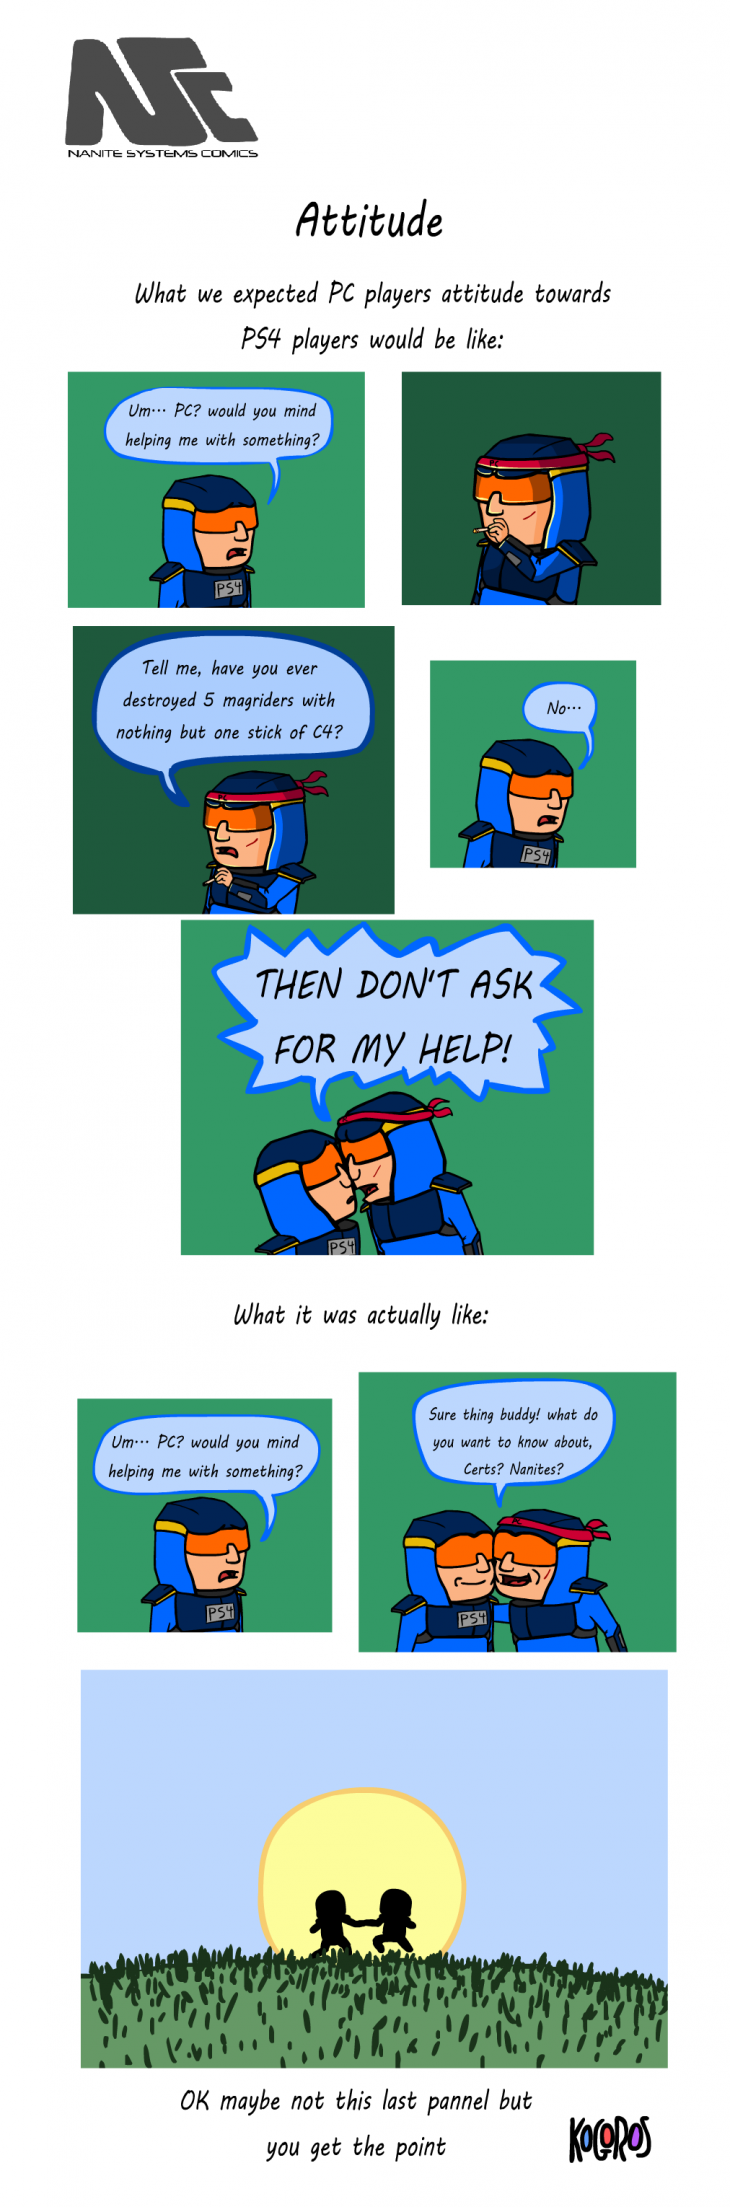 NSC
NANITE SYSTEMS COMICS
Attitude
What we expected PC players attitude towards
PS4 players would be like:
Um... PC? would you mind
helping me with something?
PS4
PC
Tell me, have you ever
destroyed 5 magriders with
nothing but one stick of C4?
PC
No...
PS4
THEN DON'T ASK
FOR MY HELP!
PS4
What it was actually like:
Um... PC? would you mind
helping me with something?
PS4
Sure thing buddy! what do
you want to know about,
Certs? Nanites?
PS4
OK maybe not this last pannel but
you get the point
KOGOROS